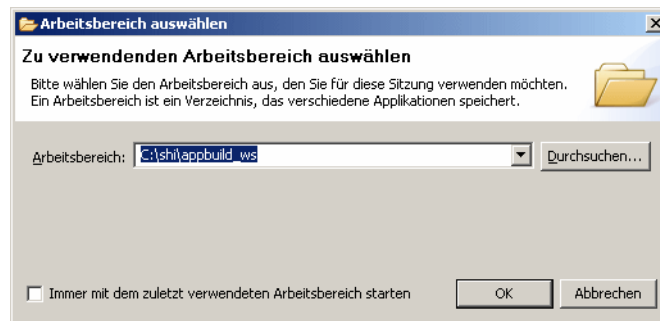 Arbeitsbereich auswählen
Zu verwendenden Arbeitsbereich auswählen
Bitte wählen Sie den Arbeitsbereich aus, den Sie für diese Sitzung verwenden möchten.
Ein Arbeitsbereich ist ein Verzeichnis, das verschiedene Applikationen speichert.
Arbeitsbereich: C:\shi\appbuild_ws Durchsuchen...
Immer mit dem zuletzt verwendeten Arbeitsbereich starten OK Abbrechen